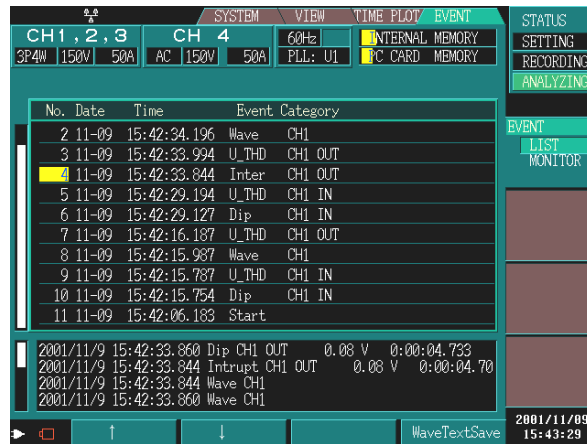 SYSTEM VIEW TIME PLOT EVENT
CH1,2,3 CH 4 60Hz INTERNAL MEMORY
3P4W 150V 50A AC 150V 50A PLL: U1 PC CARD MEMORY
STATUS
SETTING
RECORDING
ANALYZING
No. Date Time Event Category
2 11-09 15:42:34.196 Wave CH1
3 11-09 15:42:33.994 U_THD CH1 OUT
4 11-09 15:42:33.844 Inter CH1 OUT
5 11-09 15:42:29.194 U_THD CH1 IN
6 11-09 15:42:29.127 Dip CH1 IN
7 11-09 15:42:16.187 U_THD CH1 OUT
8 11-09 15:42:15.987 Wave CH1
9 11-09 15:42:15.787 U_THD CH1 IN
10 11-09 15:42:15.754 Dip CH1 IN
11 11-09 15:42:06.183 Start
EVENT
LIST
MONITOR
2001/11/9 15:42:33.860 Dip CH1 OUT 0.08 V 0:00:04.733
2001/11/9 15:42:33.844 Intrupt CH1 OUT 0.08 V 0:00:04.70
2001/11/9 15:42:33.844 Wave CH1
2001/11/9 15:42:33.860 Wave CH1
↑ ↓ WaveTextSave
2001/11/09
15:43:29